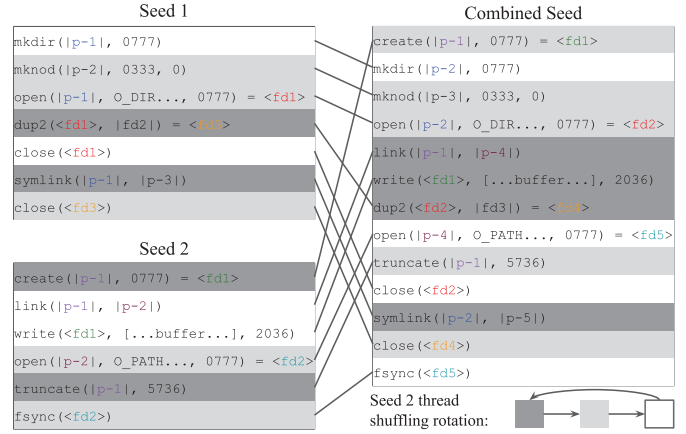 Seed 1
mkdir(|p-1|, 0777)
mknod(|p-2|, 0333, 0)
open(|p-1|, O_DIR..., 0777) = <fd1>
dup2(<fd1>, |fd2|) = <fd3>
close(<fd1>)
symlink(|p-1|, |p-3|)
close(<fd3>)
Seed 2
create(|p-1|, 0777) = <fd1>
link(|p-1|, |p-2|)
write(<fd1>, [...buffer...], 2036)
open(|p-2|, O_PATH..., 0777) = <fd2>
truncate(|p-1|, 5736)
fsync(<fd2>)
Combined Seed
create(|p-1|, 0777) = <fd1>
mkdir(|p-2|, 0777)
mknod(|p-3|, 0333, 0)
open(|p-2|, O_DIR..., 0777) = <fd2>
link(|p-1|, |p-4|)
write(<fd1>, [...buffer...], 2036)
dup2(<fd2>, |fd3|) = <fd4>
open(|p-4|, O_PATH..., 0777) = <fd5>
truncate(|p-1|, 5736)
close(<fd2>)
symlink(|p-2|, |p-5|)
close(<fd4>)
fsync(<fd5>)
Seed 2 thread
shuffling rotation: